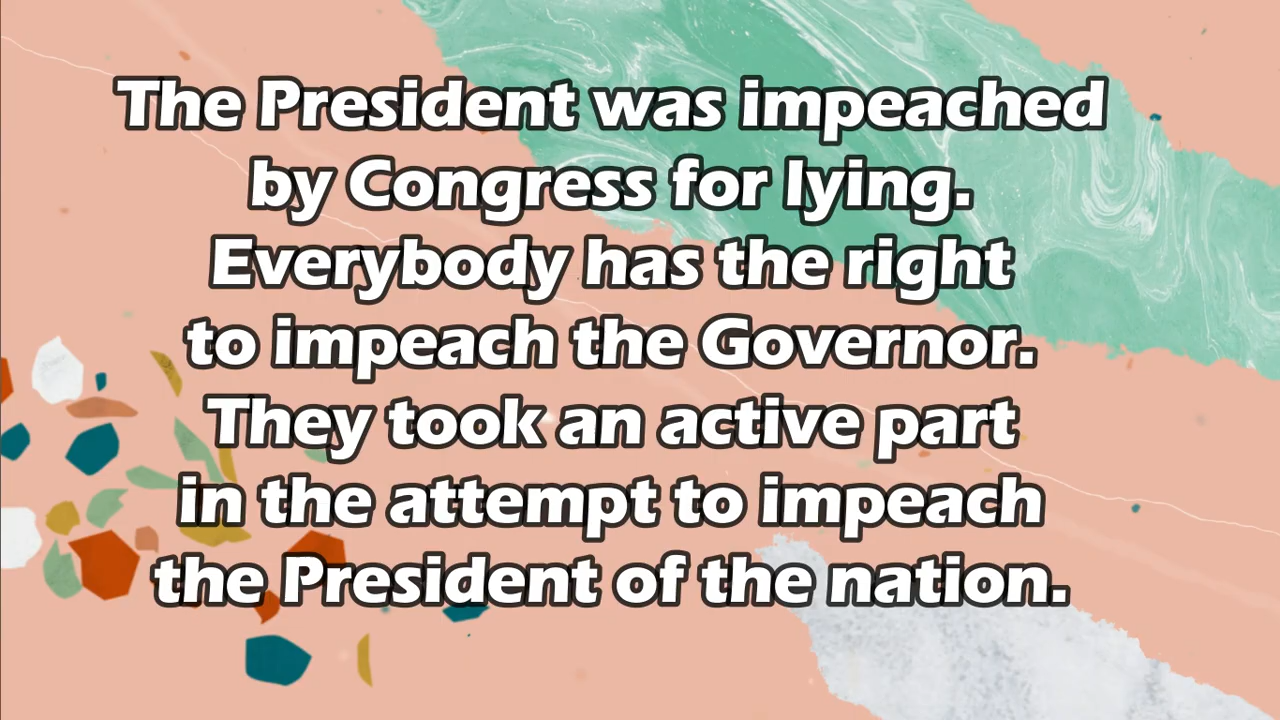 The President was impeached
by Congress for lying.
Everybody has the right
to impeach the Governor.
They took an active part
in the attempt to impeach
the President of the nation.